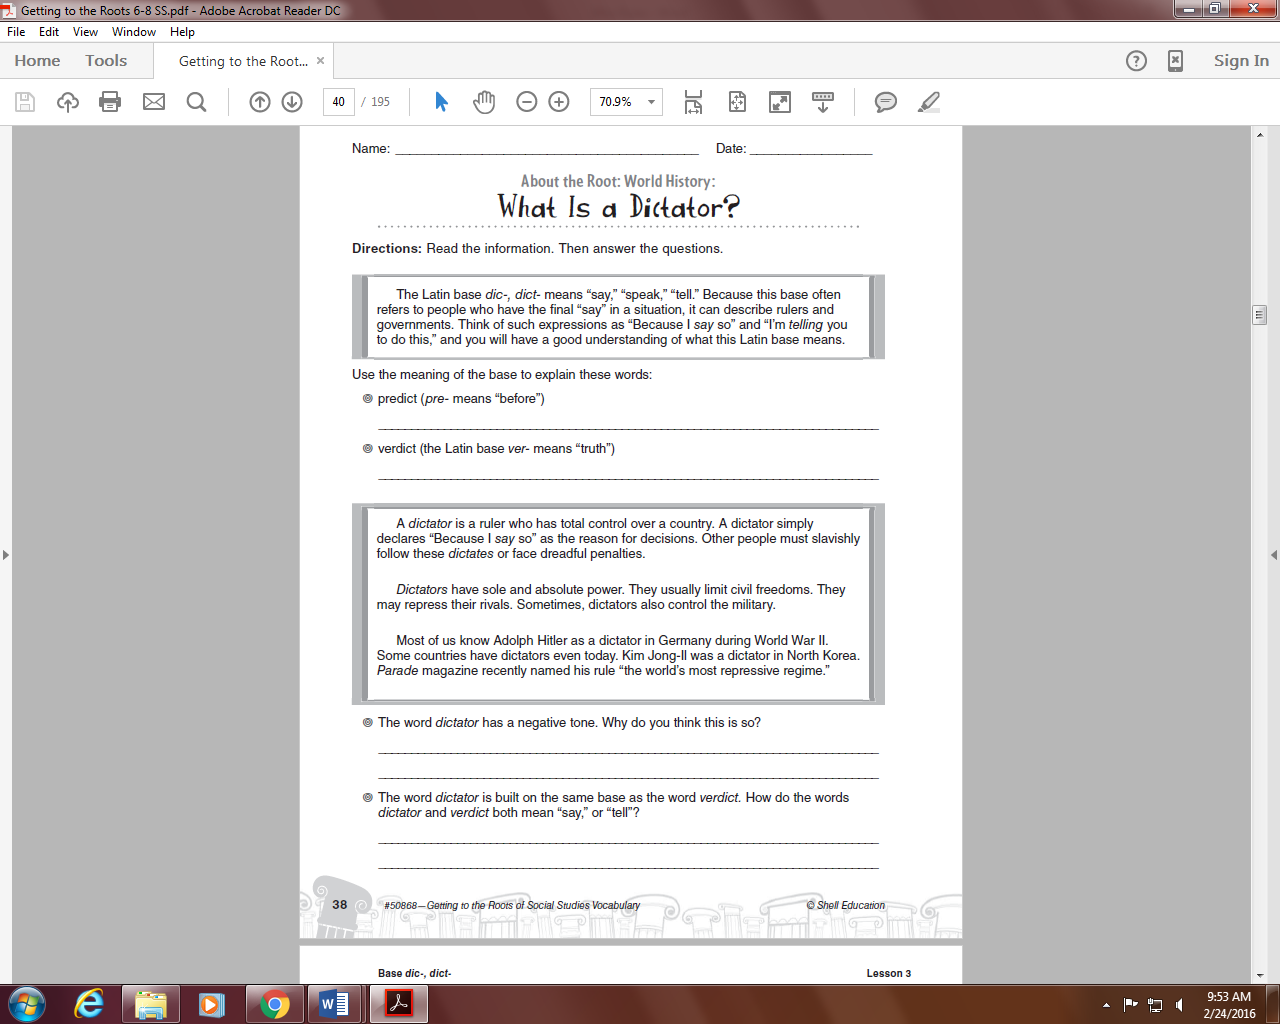 Getting to the Roots 6-8 SS.pdf - Adobe Acrobat Reader DC
File Edit View Window Help
Home Tools Getting to the Root... × Sign In
40 / 195 70.9%
Name: Date:
About the Root: World History:
What Is a Dictator?
Directions: Read the information. Then answer the questions.
The Latin base dic-, dict- means “say,” “speak,” “tell.” Because this base often
refers to people who have the final “say” in a situation, it can describe rulers and
governments. Think of such expressions as “Because I say so” and “I’m telling you
to do this,” and you will have a good understanding of what this Latin base means.
Use the meaning of the base to explain these words:
predict (pre- means “before”)
verdict (the Latin base ver- means “truth”)
A dictator is a ruler who has total control over a country. A dictator simply
declares “Because I say so” as the reason for decisions. Other people must slavishly
follow these dictates or face dreadful penalties.
Dictators have sole and absolute power. They usually limit civil freedoms. They
may repress their rivals. Sometimes, dictators also control the military.
Most of us know Adolph Hitler as a dictator in Germany during World War II.
Some countries have dictators even today. Kim Jong-Il was a dictator in North Korea.
Parade magazine recently named his rule “the world’s most repressive regime.”
The word dictator has a negative tone. Why do you think this is so?
The word dictator is built on the same base as the word verdict. How do the words
dictator and verdict both mean “say,” or “tell”?
38 #50868—Getting to the Roots of Social Studies Vocabulary © Shell Education
Base dic-, dict- Lesson 3
9:53 AM
2/24/2016